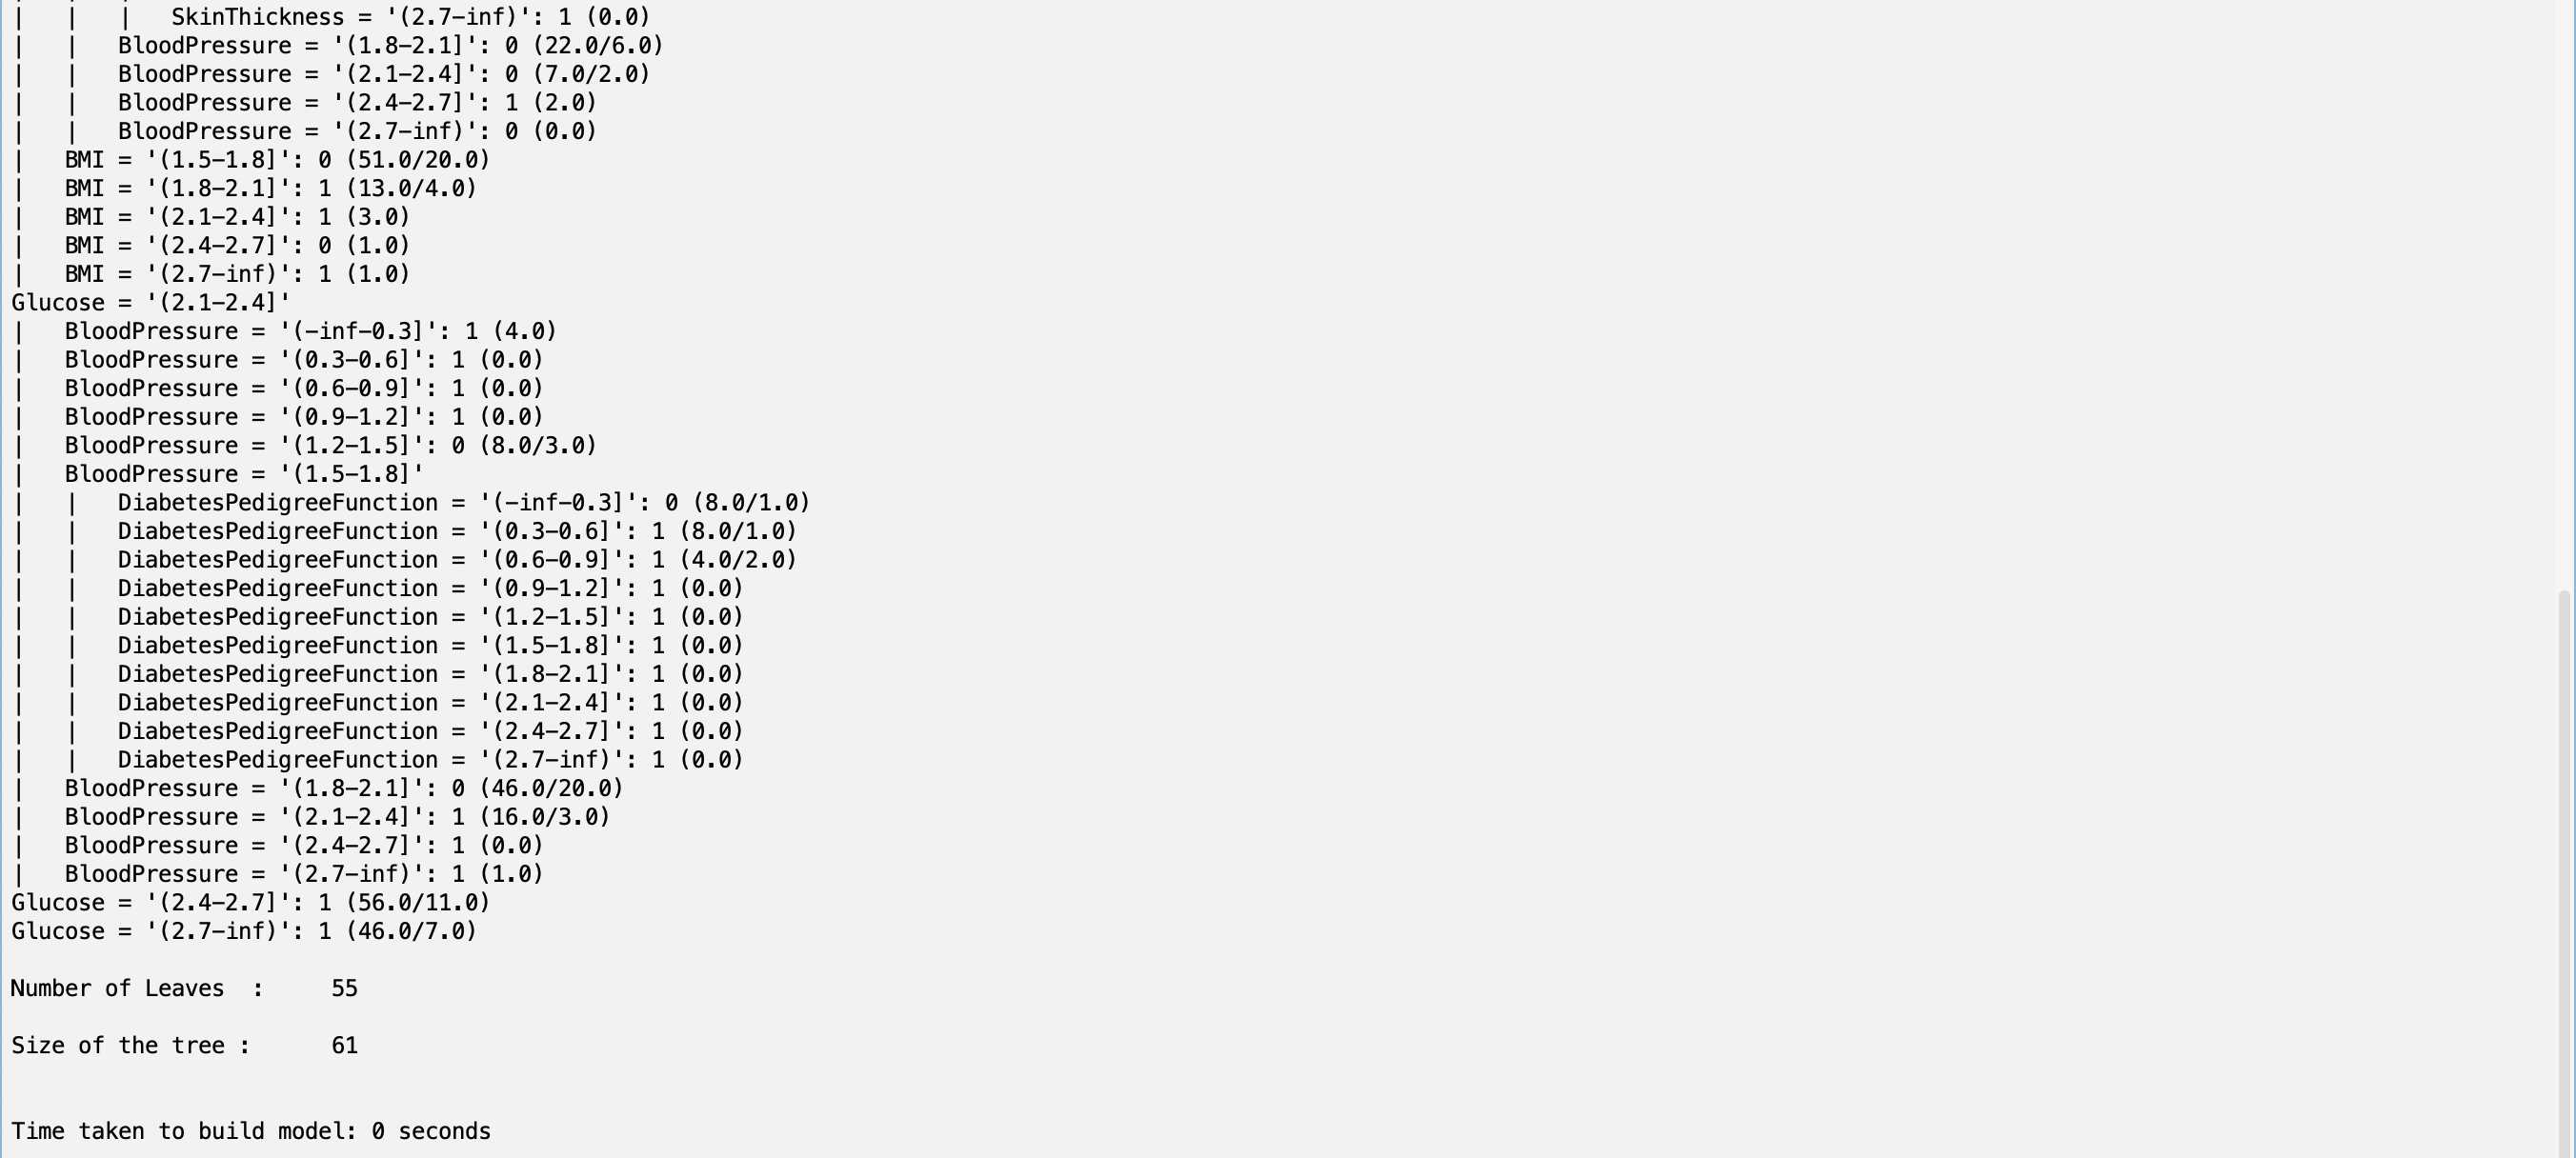 |   |   |   SkinThickness = '(2.7-inf)': 1 (0.0)
|   |   BloodPressure = '(1.8-2.1]': 0 (22.0/6.0)
|   |   BloodPressure = '(2.1-2.4]': 0 (7.0/2.0)
|   |   BloodPressure = '(2.4-2.7]': 1 (2.0)
|   |   BloodPressure = '(2.7-inf)': 0 (0.0)
|   BMI = '(1.5-1.8]': 0 (51.0/20.0)
|   BMI = '(1.8-2.1]': 1 (13.0/4.0)
|   BMI = '(2.1-2.4]': 1 (3.0)
|   BMI = '(2.4-2.7]': 0 (1.0)
|   BMI = '(2.7-inf)': 1 (1.0)
Glucose = '(2.1-2.4]'
|   BloodPressure = '(-inf-0.3]': 1 (4.0)
|   BloodPressure = '(0.3-0.6]': 1 (0.0)
|   BloodPressure = '(0.6-0.9]': 1 (0.0)
|   BloodPressure = '(0.9-1.2]': 1 (0.0)
|   BloodPressure = '(1.2-1.5]': 0 (8.0/3.0)
|   BloodPressure = '(1.5-1.8]'
|   |   DiabetesPedigreeFunction = '(-inf-0.3]': 0 (8.0/1.0)
|   |   DiabetesPedigreeFunction = '(0.3-0.6]': 1 (8.0/1.0)
|   |   DiabetesPedigreeFunction = '(0.6-0.9]': 1 (4.0/2.0)
|   |   DiabetesPedigreeFunction = '(0.9-1.2]': 1 (0.0)
|   |   DiabetesPedigreeFunction = '(1.2-1.5]': 1 (0.0)
|   |   DiabetesPedigreeFunction = '(1.5-1.8]': 1 (0.0)
|   |   DiabetesPedigreeFunction = '(1.8-2.1]': 1 (0.0)
|   |   DiabetesPedigreeFunction = '(2.1-2.4]': 1 (0.0)
|   |   DiabetesPedigreeFunction = '(2.4-2.7]': 1 (0.0)
|   |   DiabetesPedigreeFunction = '(2.7-inf)': 1 (0.0)
|   BloodPressure = '(1.8-2.1]': 0 (46.0/20.0)
|   BloodPressure = '(2.1-2.4]': 1 (16.0/3.0)
|   BloodPressure = '(2.4-2.7]': 1 (0.0)
|   BloodPressure = '(2.7-inf)': 1 (1.0)
Glucose = '(2.4-2.7]': 1 (56.0/11.0)
Glucose = '(2.7-inf)': 1 (46.0/7.0)
Number of Leaves  :     55
Size of the tree :      61
Time taken to build model: 0 seconds